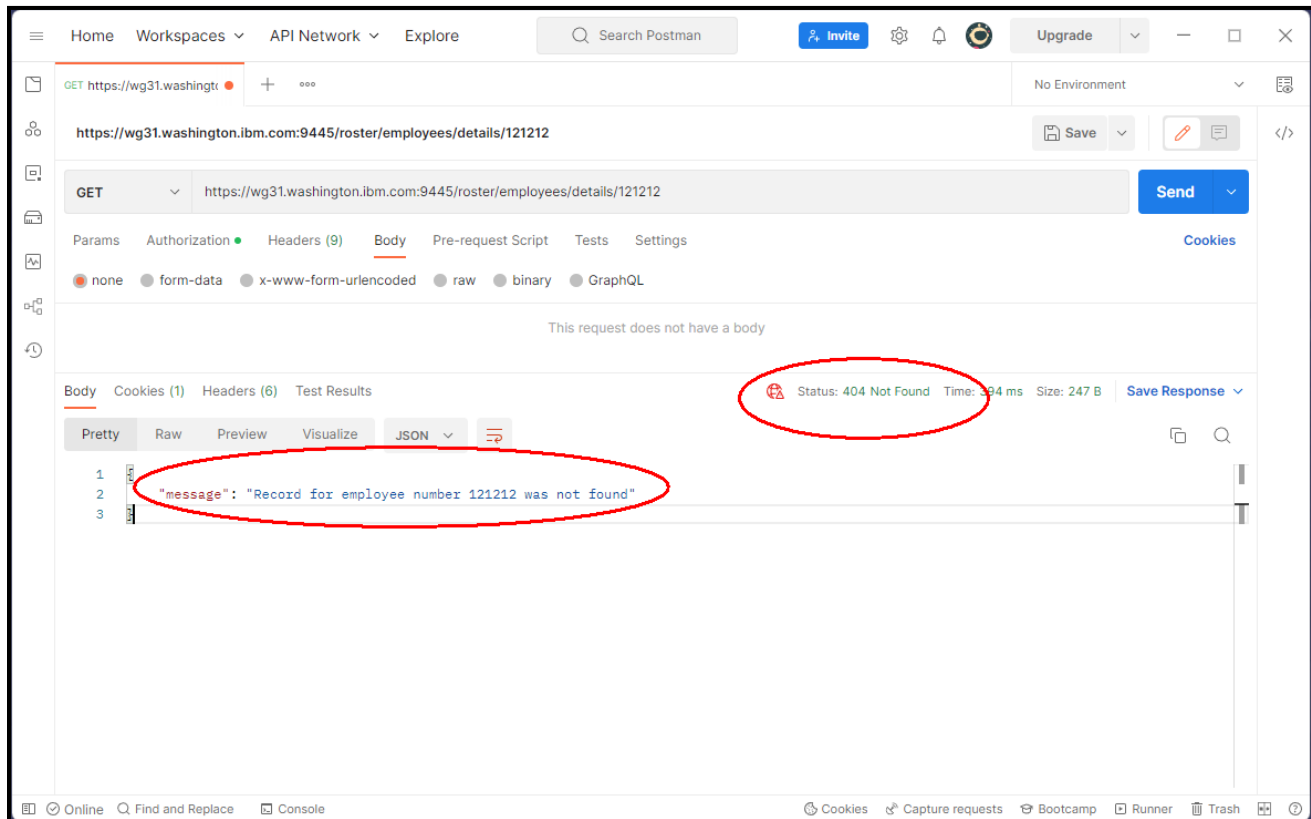 Home Workspaces API Network Explore Search Postman Invite Upgrade
GET https://wg31.washingto No Environment
https://wg31.washington.ibm.com:9445/roster/employees/details/121212 Save
GET https://wg31.washington.ibm.com:9445/roster/employees/details/121212 Send
Params Authorization Headers (9) Body Pre-request Script Tests Settings Cookies
none form-data x-www-form-urlencoded raw binary GraphQL
This request does not have a body
Body Cookies (1) Headers (6) Test Results Status: 404 Not Found Time: 394 ms Size: 247 B Save Response
Pretty Raw Preview Visualize JSON
1 {
2 "message": "Record for employee number 121212 was not found"
3 }
Online Find and Replace Console Cookies Capture requests Bootcamp Runner Trash